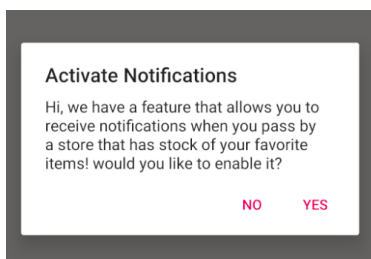 Activate Notifications
Hi, we have a feature that allows you to
receive notifications when you pass by
a store that has stock of your favorite
items! would you like to enable it?
NO YES